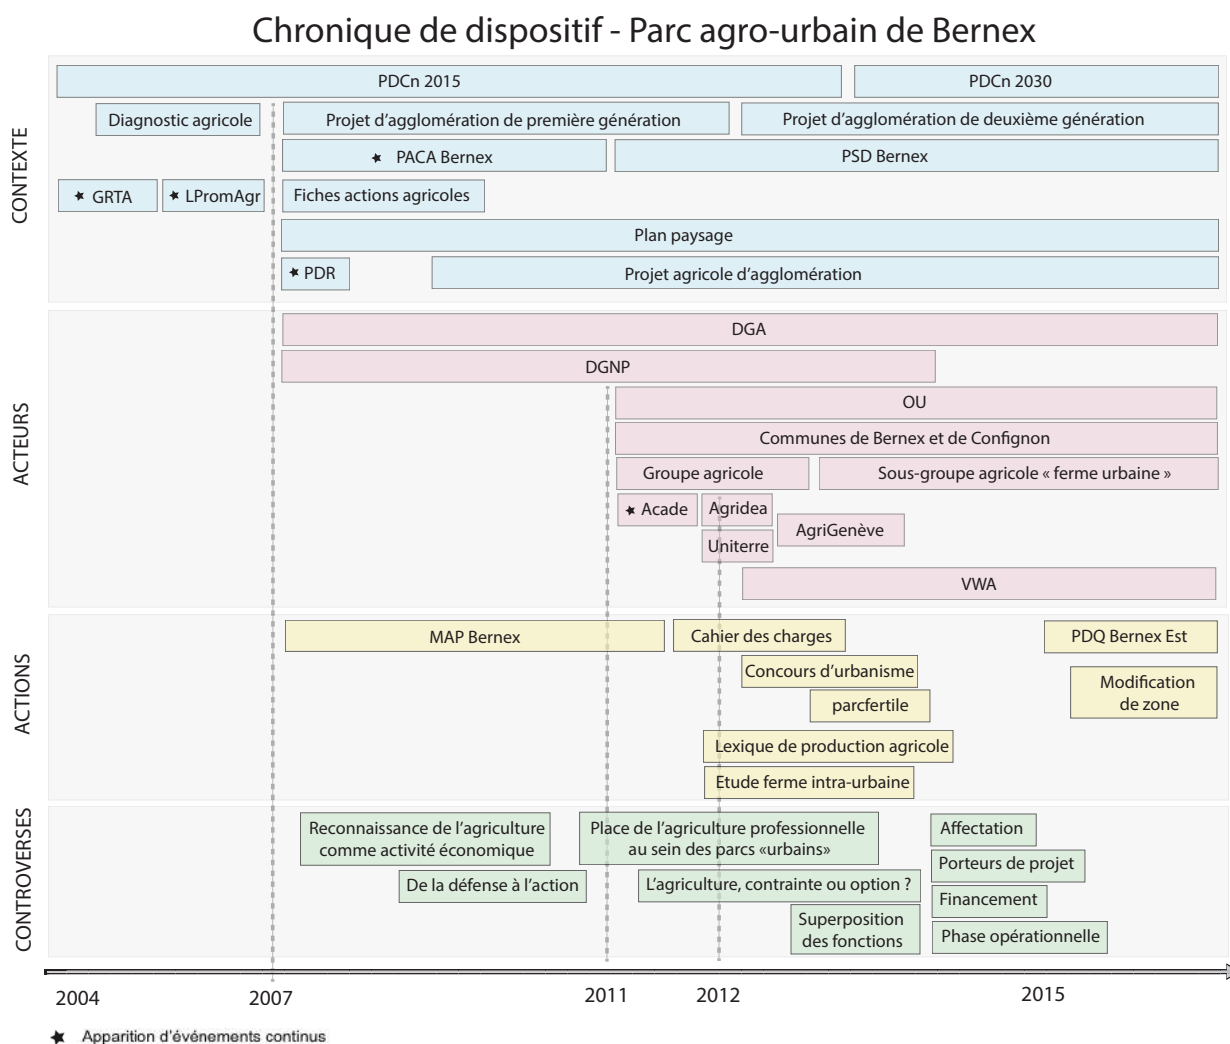 Chronique de dispositif - Parc agro-urbain de Bernex
CONTEXTE
PDCn 2015
PDCn 2030
Diagnostic agricole
Projet d'agglomération de première génération
Projet d'agglomération de deuxième génération
★ PACA Bernex
PSD Bernex
★ GRTA
★ LPromAgr
Fiches actions agricoles
Plan paysage
★ PDR
Projet agricole d'agglomération
ACTEURS
DGA
DGNP
OU
Communes de Bernex et de Confignon
Groupe agricole
Sous-groupe agricole « ferme urbaine »
★ Acade
Agridea
AgriGenève
Uniterre
VWA
ACTIONS
MAP Bernex
Cahier des charges
PDQ Bernex Est
Concours d'urbanisme
Modification
de zone
parcfertile
Lexique de production agricole
Etude ferme intra-urbaine
CONTROVERSES
Reconnaissance de l'agriculture
comme activité économique
Place de l'agriculture professionnelle
au sein des parcs «urbains»
Affectation
De la défense à l'action
L'agriculture, contrainte ou option ?
Porteurs de projet
Financement
Superposition
des fonctions
Phase opérationnelle
2004
2007
2011
2012
2015
★ Apparition d'événements continus